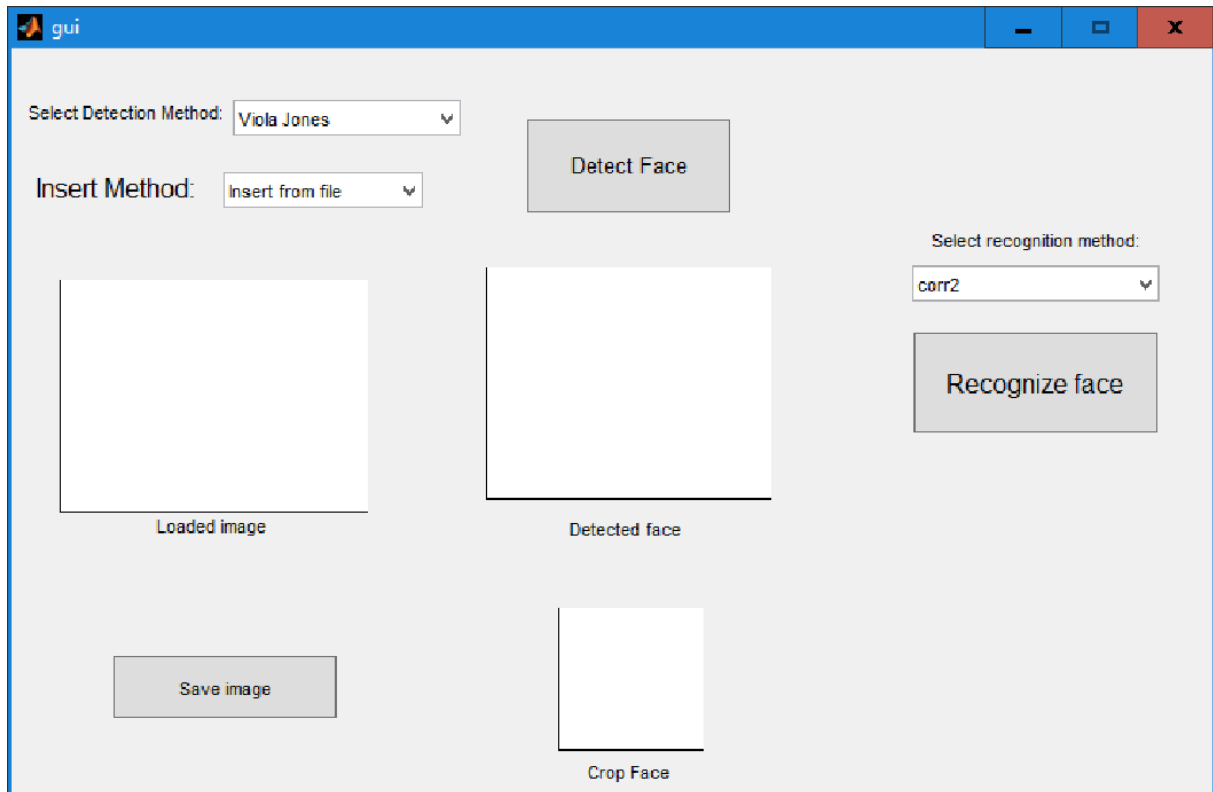 gui
Select Detection Method: Viola Jones
Detect Face
Insert Method: Insert from file
Select recognition method:
corr2
Recognize face
Loaded image
Detected face
Save image
Crop Face